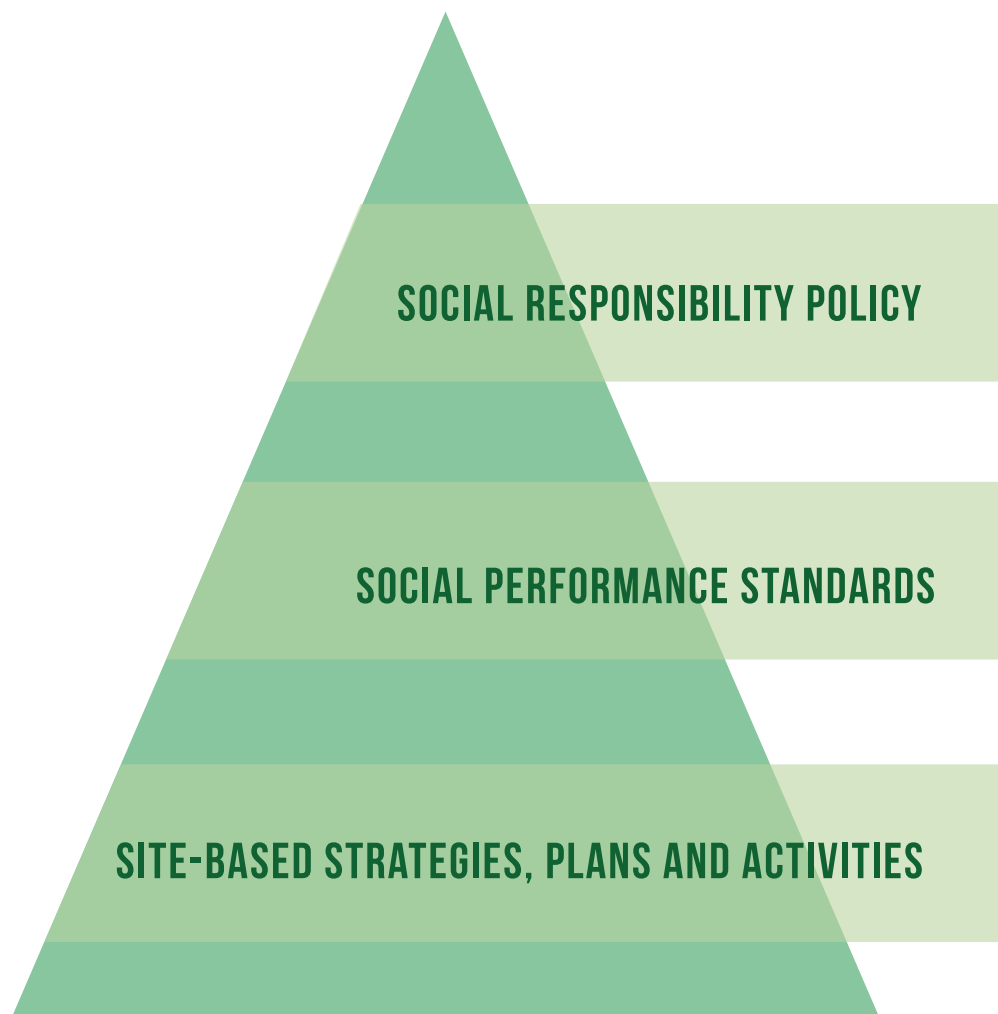 SOCIAL RESPONSIBILITY POLICY
SOCIAL PERFORMANCE STANDARDS
SITE-BASED STRATEGIES, PLANS AND ACTIVITIES